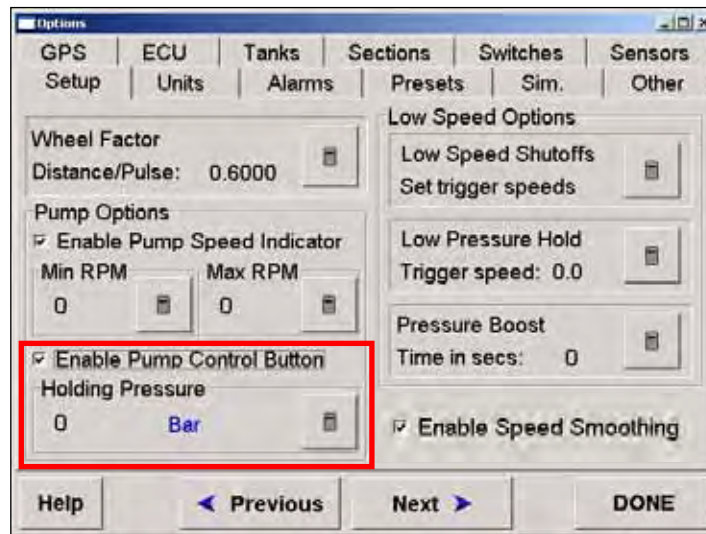 Options
GPS ECU Tanks Sections Switches Sensors
Setup Units Alarms Presets Sim. Other
Wheel Factor
Distance/Pulse: 0.6000
Pump Options
Enable Pump Speed Indicator
Min RPM Max RPM
0 0
Enable Pump Control Button
Holding Pressure
0 Bar
Low Speed Options
Low Speed Shutoffs
Set trigger speeds
Low Pressure Hold
Trigger speed: 0.0
Pressure Boost
Time in secs: 0
Enable Speed Smoothing
Help Previous Next DONE